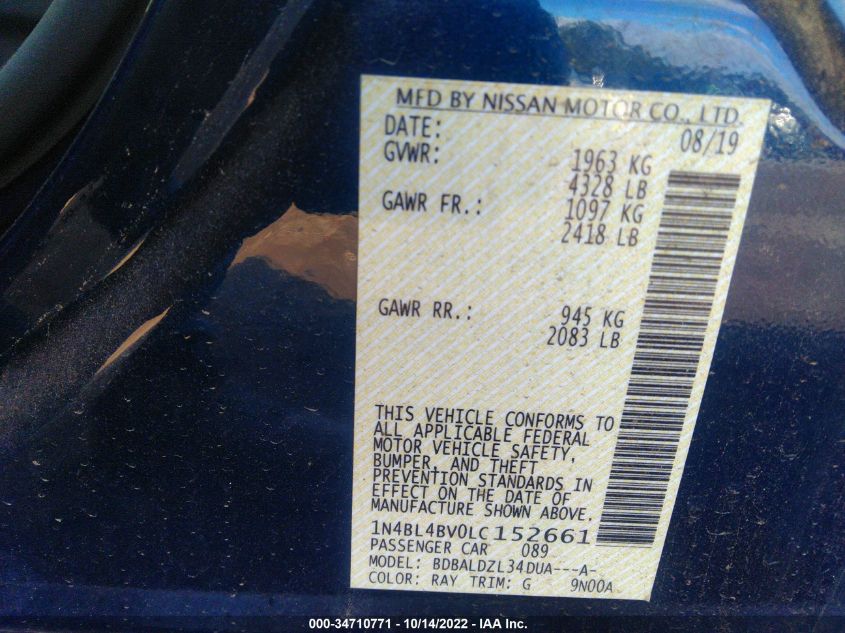 MFD BY NISSAN MOTOR CO., LTD.
DATE: 08/19
GVWR: 1963 KG
4328 LB
GAWR FR.: 1097 KG
2418 LB
GAWR RR.: 945 KG
2083 LB
THIS VEHICLE CONFORMS TO
ALL APPLICABLE FEDERAL
MOTOR VEHICLE SAFETY,
BUMPER, AND THEFT
PREVENTION STANDARDS IN
EFFECT ON THE DATE OF
MANUFACTURE SHOWN ABOVE.
1N4BL4BV0LC152661
PASSENGER CAR 089
MODEL: BDBALDZL34DUA---A-
COLOR: RAY TRIM: G 9N00A
000-34710771 - 10/14/2022 - IAA Inc.